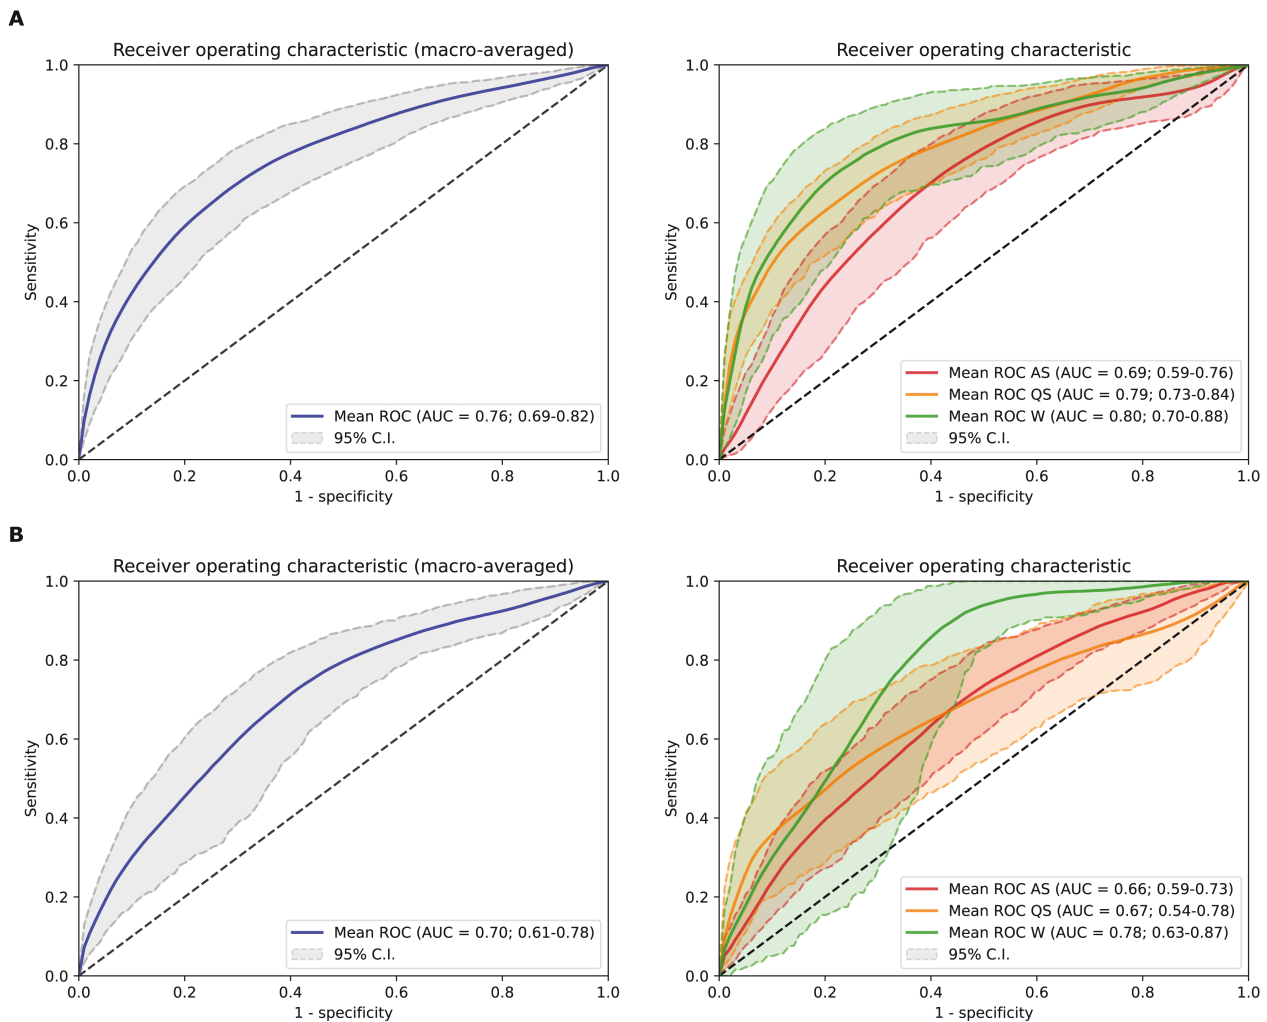 A
Receiver operating characteristic (macro-averaged)
1.0
0.8
0.6
0.4
0.2
0.0
Sensitivity
Mean ROC (AUC = 0.76; 0.69-0.82)
95% C.I.
0.0 0.2 0.4 0.6 0.8 1.0
1 - specificity
Receiver operating characteristic
1.0
0.8
0.6
0.4
0.2
0.0
Sensitivity
Mean ROC AS (AUC = 0.69; 0.59-0.76)
Mean ROC QS (AUC = 0.79; 0.73-0.84)
Mean ROC W (AUC = 0.80; 0.70-0.88)
95% C.I.
0.0 0.2 0.4 0.6 0.8 1.0
1 - specificity
B
Receiver operating characteristic (macro-averaged)
1.0
0.8
0.6
0.4
0.2
0.0
Sensitivity
Mean ROC (AUC = 0.70; 0.61-0.78)
95% C.I.
0.0 0.2 0.4 0.6 0.8 1.0
1 - specificity
Receiver operating characteristic
1.0
0.8
0.6
0.4
0.2
0.0
Sensitivity
Mean ROC AS (AUC = 0.66; 0.59-0.73)
Mean ROC QS (AUC = 0.67; 0.54-0.78)
Mean ROC W (AUC = 0.78; 0.63-0.87)
95% C.I.
0.0 0.2 0.4 0.6 0.8 1.0
1 - specificity